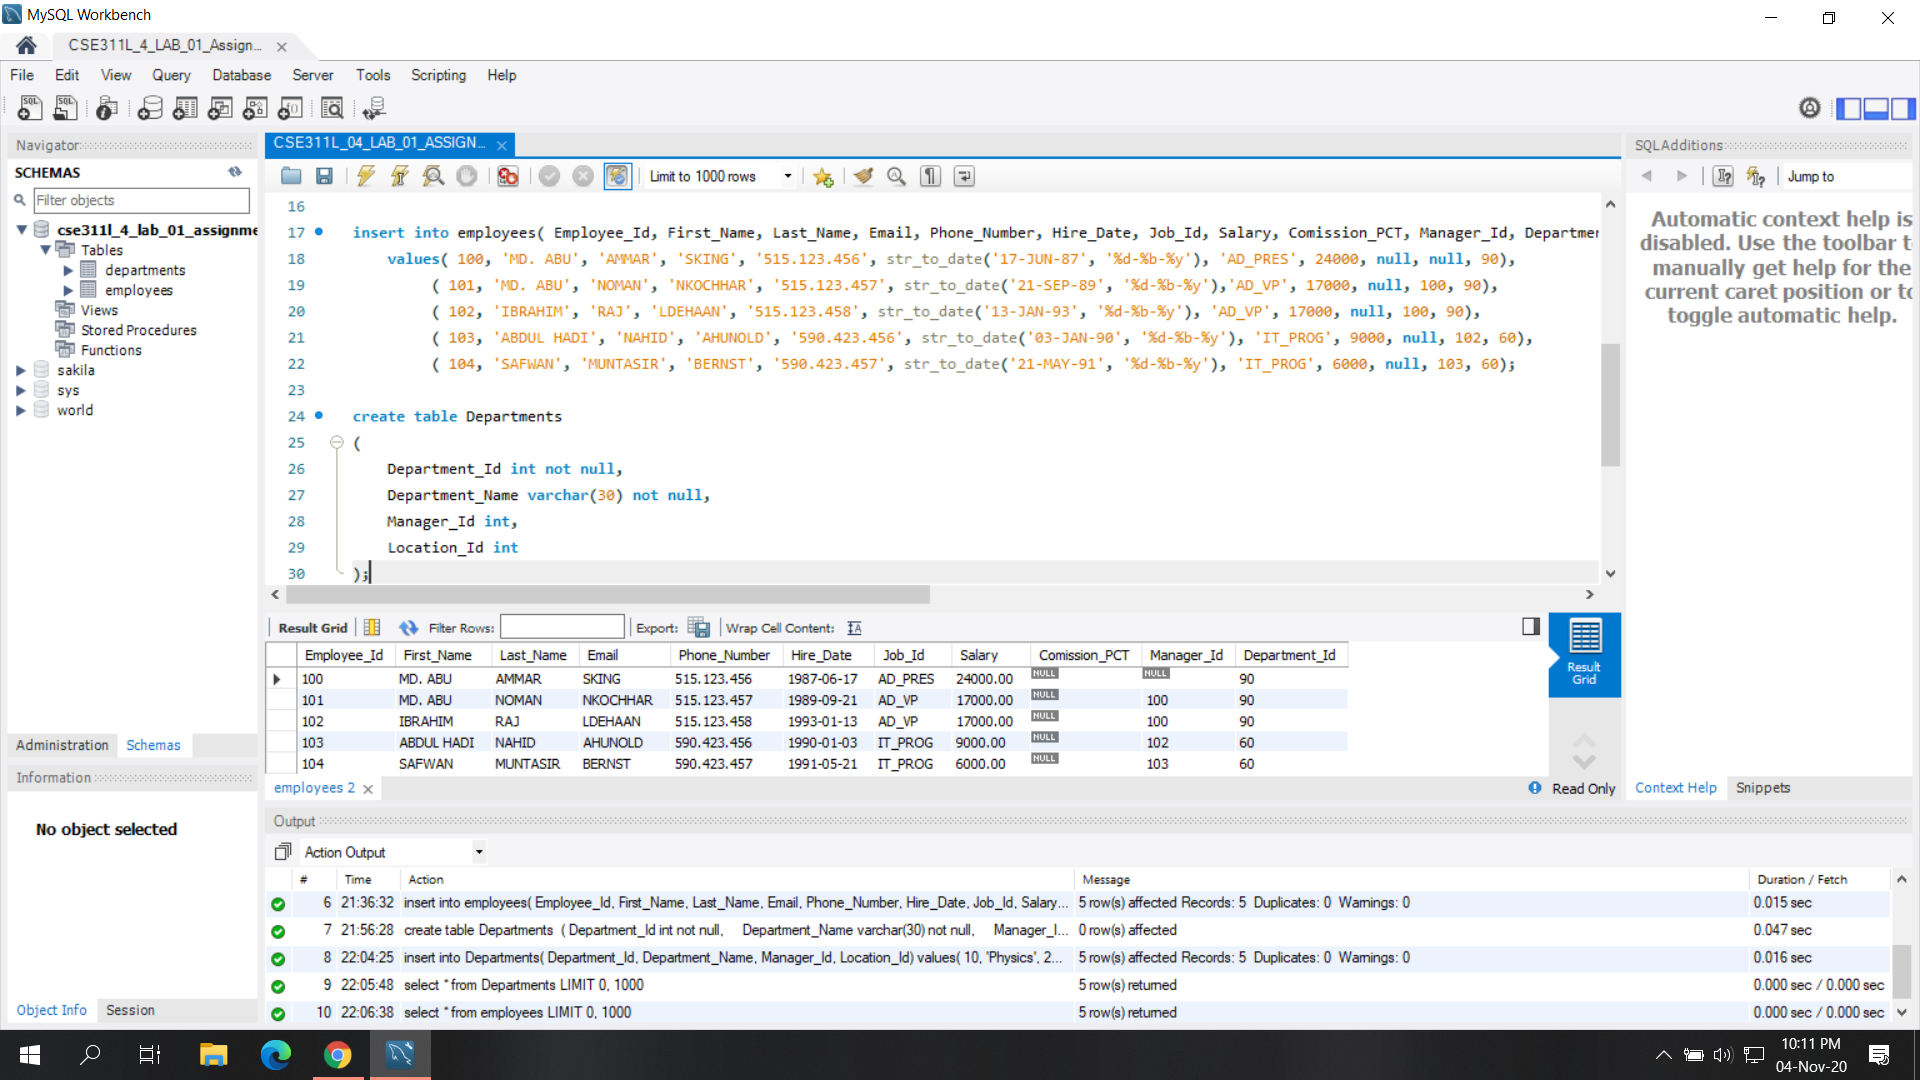 MySQL Workbench
CSE311L_4_LAB_01_Assign...
File Edit View Query Database Server Tools Scripting Help
Navigator
SCHEMAS
Filter objects
cse311l_4_lab_01_assignme
Tables
departments
employees
Views
Stored Procedures
Functions
sakila
sys
world
Administration Schemas
Information
No object selected
Object Info Session
CSE311L_04_LAB_01_ASSIGN...
Limit to 1000 rows
16
17 insert into employees( Employee_Id, First_Name, Last_Name, Email, Phone_Number, Hire_Date, Job_Id, Salary, Comission_PCT, Manager_Id, Departmen
18 values( 100, 'MD. ABU', 'AMMAR', 'SKING', '515.123.456', str_to_date('17-JUN-87', '%d-%b-%y'), 'AD_PRES', 24000, null, null, 90),
19 ( 101, 'MD. ABU', 'NOMAN', 'NKOCHHAR', '515.123.457', str_to_date('21-SEP-89', '%d-%b-%y'),'AD_VP', 17000, null, 100, 90),
20 ( 102, 'IBRAHIM', 'RAJ', 'LDEHAAN', '515.123.458', str_to_date('13-JAN-93', '%d-%b-%y'), 'AD_VP', 17000, null, 100, 90),
21 ( 103, 'ABDUL HADI', 'NAHID', 'AHUNOLD', '590.423.456', str_to_date('03-JAN-90', '%d-%b-%y'), 'IT_PROG', 9000, null, 102, 60),
22 ( 104, 'SAFWAN', 'MUNTASIR', 'BERNST', '590.423.457', str_to_date('21-MAY-91', '%d-%b-%y'), 'IT_PROG', 6000, null, 103, 60);
23
24 create table Departments
25 (
26 Department_Id int not null,
27 Department_Name varchar(30) not null,
28 Manager_Id int,
29 Location_Id int
30 );
Result Grid Filter Rows: Export: Wrap Cell Content:
Employee_Id First_Name Last_Name Email Phone_Number Hire_Date Job_Id Salary Comission_PCT Manager_Id Department_Id
100 MD. ABU AMMAR SKING 515.123.456 1987-06-17 AD_PRES 24000.00 NULL NULL 90
101 MD. ABU NOMAN NKOCHHAR 515.123.457 1989-09-21 AD_VP 17000.00 NULL 100 90
102 IBRAHIM RAJ LDEHAAN 515.123.458 1993-01-13 AD_VP 17000.00 NULL 100 90
103 ABDUL HADI NAHID AHUNOLD 590.423.456 1990-01-03 IT_PROG 9000.00 NULL 102 60
104 SAFWAN MUNTASIR BERNST 590.423.457 1991-05-21 IT_PROG 6000.00 NULL 103 60
Result
Grid
employees 2
Read Only
SQLAdditions
Jump to
Automatic context help is
disabled. Use the toolbar t
manually get help for the
current caret position or to
toggle automatic help.
Context Help Snippets
Output
Action Output
# Time Action Message Duration / Fetch
6 21:36:32 insert into employees( Employee_Id, First_Name, Last_Name, Email, Phone_Number, Hire_Date, Job_Id, Salary... 5 row(s) affected Records: 5 Duplicates: 0 Warnings: 0 0.015 sec
7 21:56:28 create table Departments ( Department_Id int not null, Department_Name varchar(30) not null, Manager_I... 0 row(s) affected 0.047 sec
8 22:04:25 insert into Departments( Department_Id, Department_Name, Manager_Id, Location_Id) values( 10, 'Physics', 2... 5 row(s) affected Records: 5 Duplicates: 0 Warnings: 0 0.016 sec
9 22:05:48 select * from Departments LIMIT 0, 1000 5 row(s) returned 0.000 sec / 0.000 sec
10 22:06:38 select * from employees LIMIT 0, 1000 5 row(s) returned 0.000 sec / 0.000 sec
10:11 PM
04-Nov-20